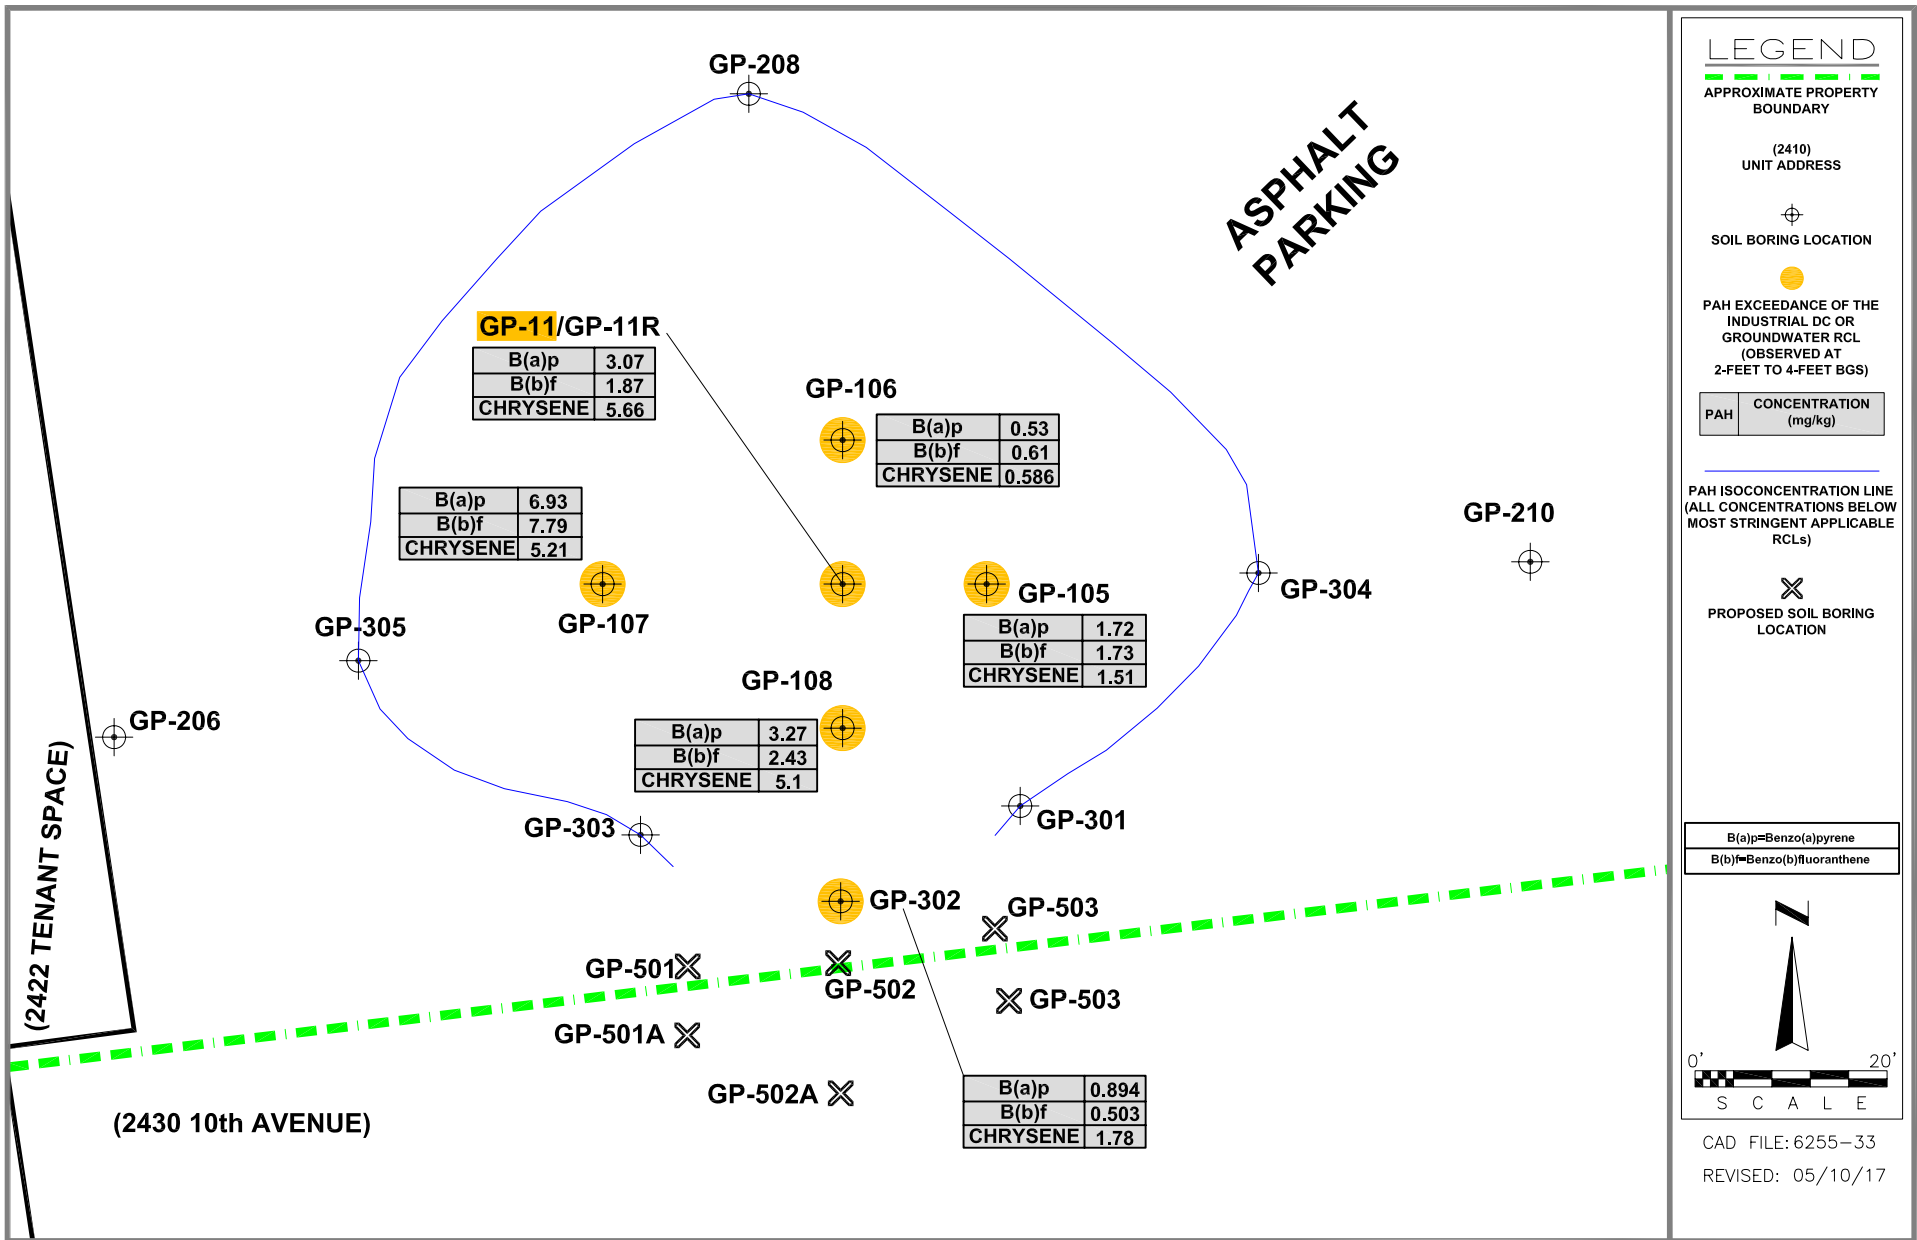 GP-208
ASPHALT
PARKING
GP-11/GP-11R
B(a)p 3.07
B(b)f 1.87
CHRYSENE 5.66
GP-106
B(a)p 0.53
B(b)f 0.61
CHRYSENE 0.586
B(a)p 6.93
B(b)f 7.79
CHRYSENE 5.21
GP-107
GP-105
B(a)p 1.72
B(b)f 1.73
CHRYSENE 1.51
GP-304
GP-210
GP-305
GP-206
GP-108
B(a)p 3.27
B(b)f 2.43
CHRYSENE 5.1
GP-303
GP-301
GP-302
B(a)p 0.894
B(b)f 0.503
CHRYSENE 1.78
GP-503
GP-501
GP-502
GP-503
GP-501A
GP-502A
(2422 TENANT SPACE)
(2430 10th AVENUE)
LEGEND
APPROXIMATE PROPERTY
BOUNDARY
(2410)
UNIT ADDRESS
SOIL BORING LOCATION
PAH EXCEEDANCE OF THE
INDUSTRIAL DC OR
GROUNDWATER RCL
(OBSERVED AT
2-FEET TO 4-FEET BGS)
PAH CONCENTRATION
(mg/kg)
PAH ISOCONCENTRATION LINE
(ALL CONCENTRATIONS BELOW
MOST STRINGENT APPLICABLE
RCLs)
PROPOSED SOIL BORING
LOCATION
B(a)p=Benzo(a)pyrene
B(b)f=Benzo(b)fluoranthene
N
0' 20'
S C A L E
CAD FILE: 6255-33
REVISED: 05/10/17